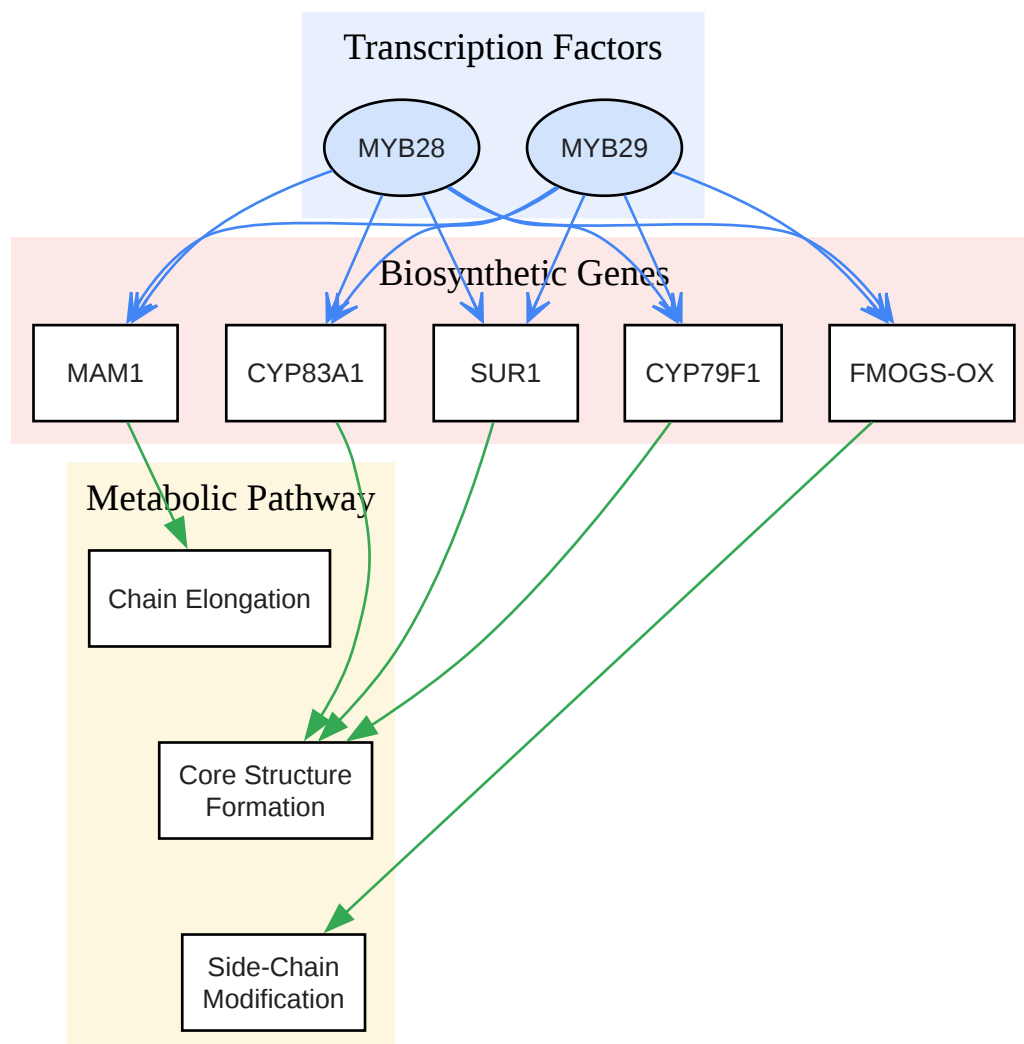 Transcription Factors
MYB28
MYB29
Biosynthetic Genes
MAM1
CYP83A1
SUR1
CYP79F1
FMOGS-OX
Metabolic Pathway
Chain Elongation
Core Structure
Formation
Side-Chain
Modification